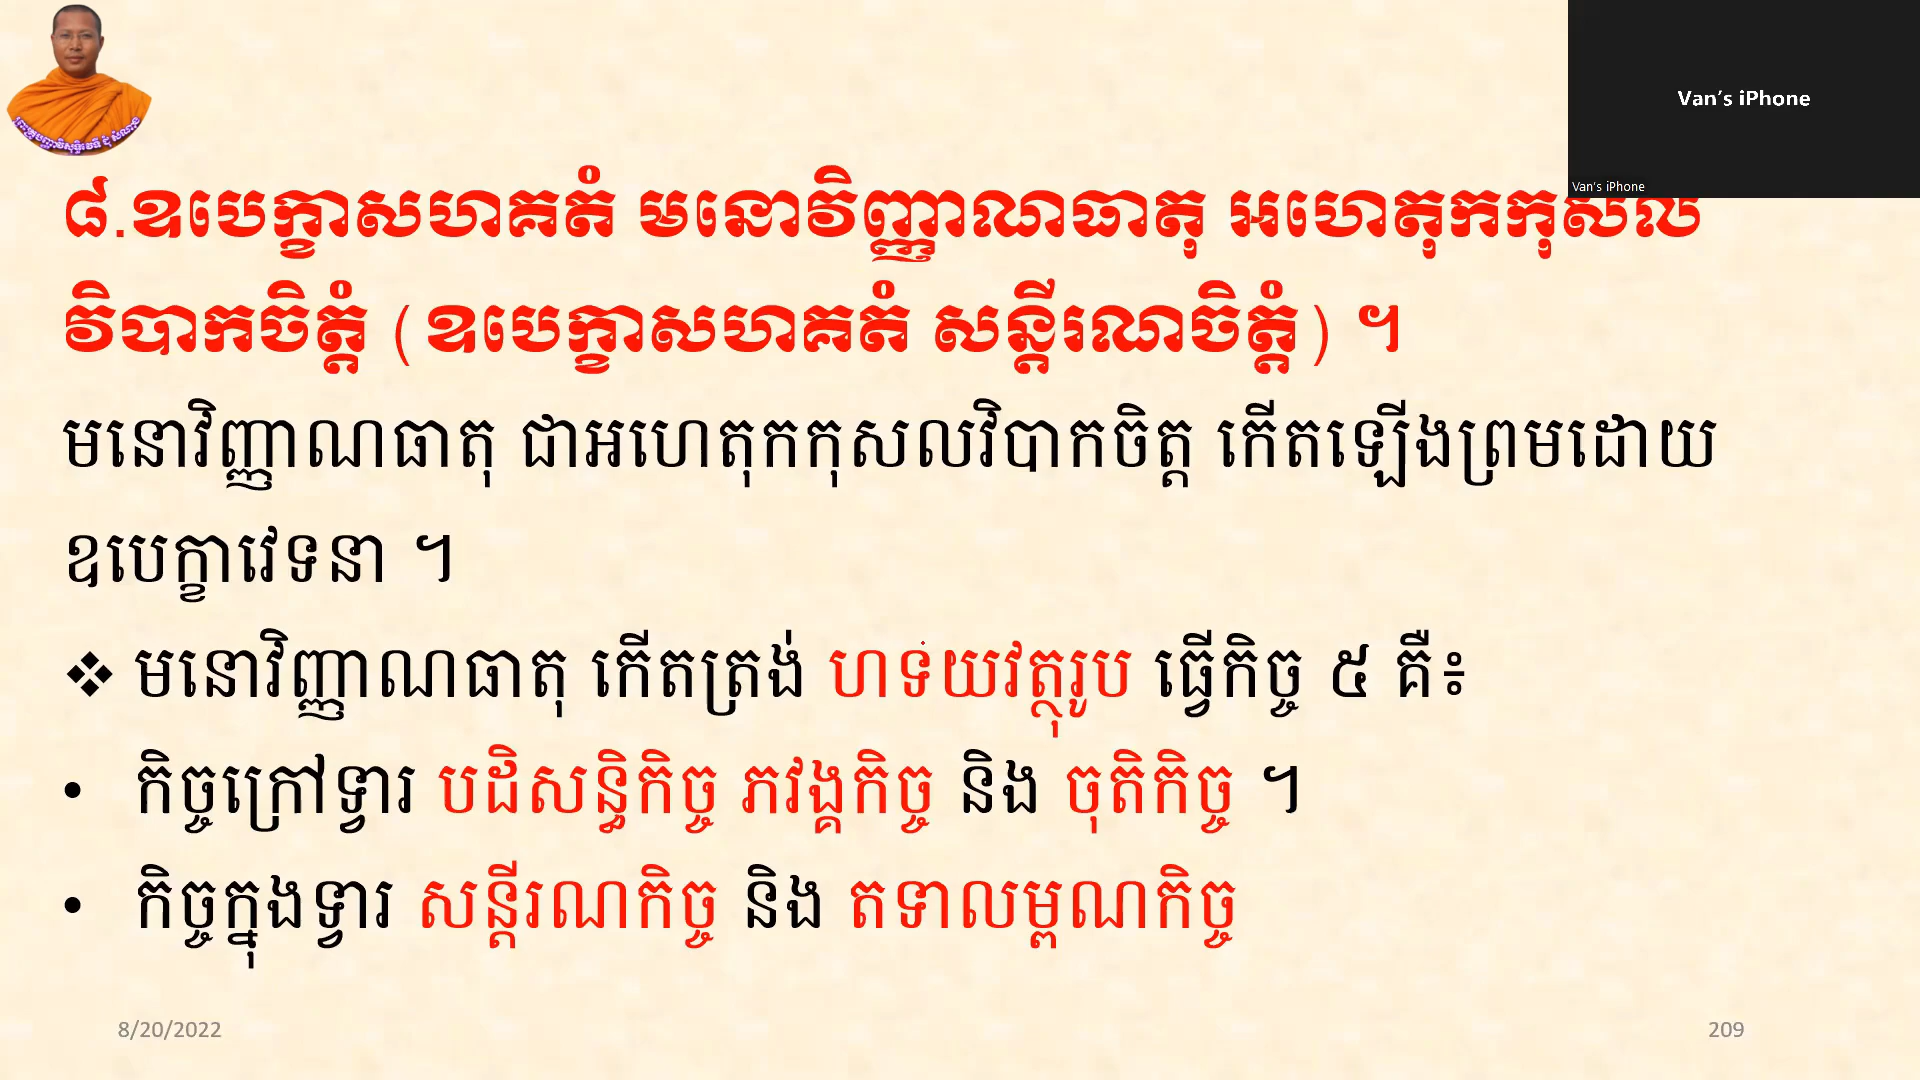 Van's iPhone
Van's iPhone
៨.ឧបេក្ខាសហគតំ មនោវិញ្ញាណធាតុ អហេតុកកុសល
វិបាកចិត្តំ (ឧបេក្ខាសហគតំ សន្តីរណចិត្តំ) ។
មនោវិញ្ញាណធាតុ ជាអហេតុកកុសលវិបាកចិត្ត កើតឡើងព្រមដោយ
ឧបេក្ខាវេទនា ។
❖ មនោវិញ្ញាណធាតុ កើតត្រង់ ហទយវត្ថុរូប ធ្វើកិច្ច ៥ គឺ៖
• កិច្ចក្រៅទ្វារ បដិសន្ធិកិច្ច ភវង្គកិច្ច និង ចុតិកិច្ច ។
• កិច្ចក្នុងទ្វារ សន្តីរណកិច្ច និង តទាលម្ពណកិច្ច
8/20/2022
209